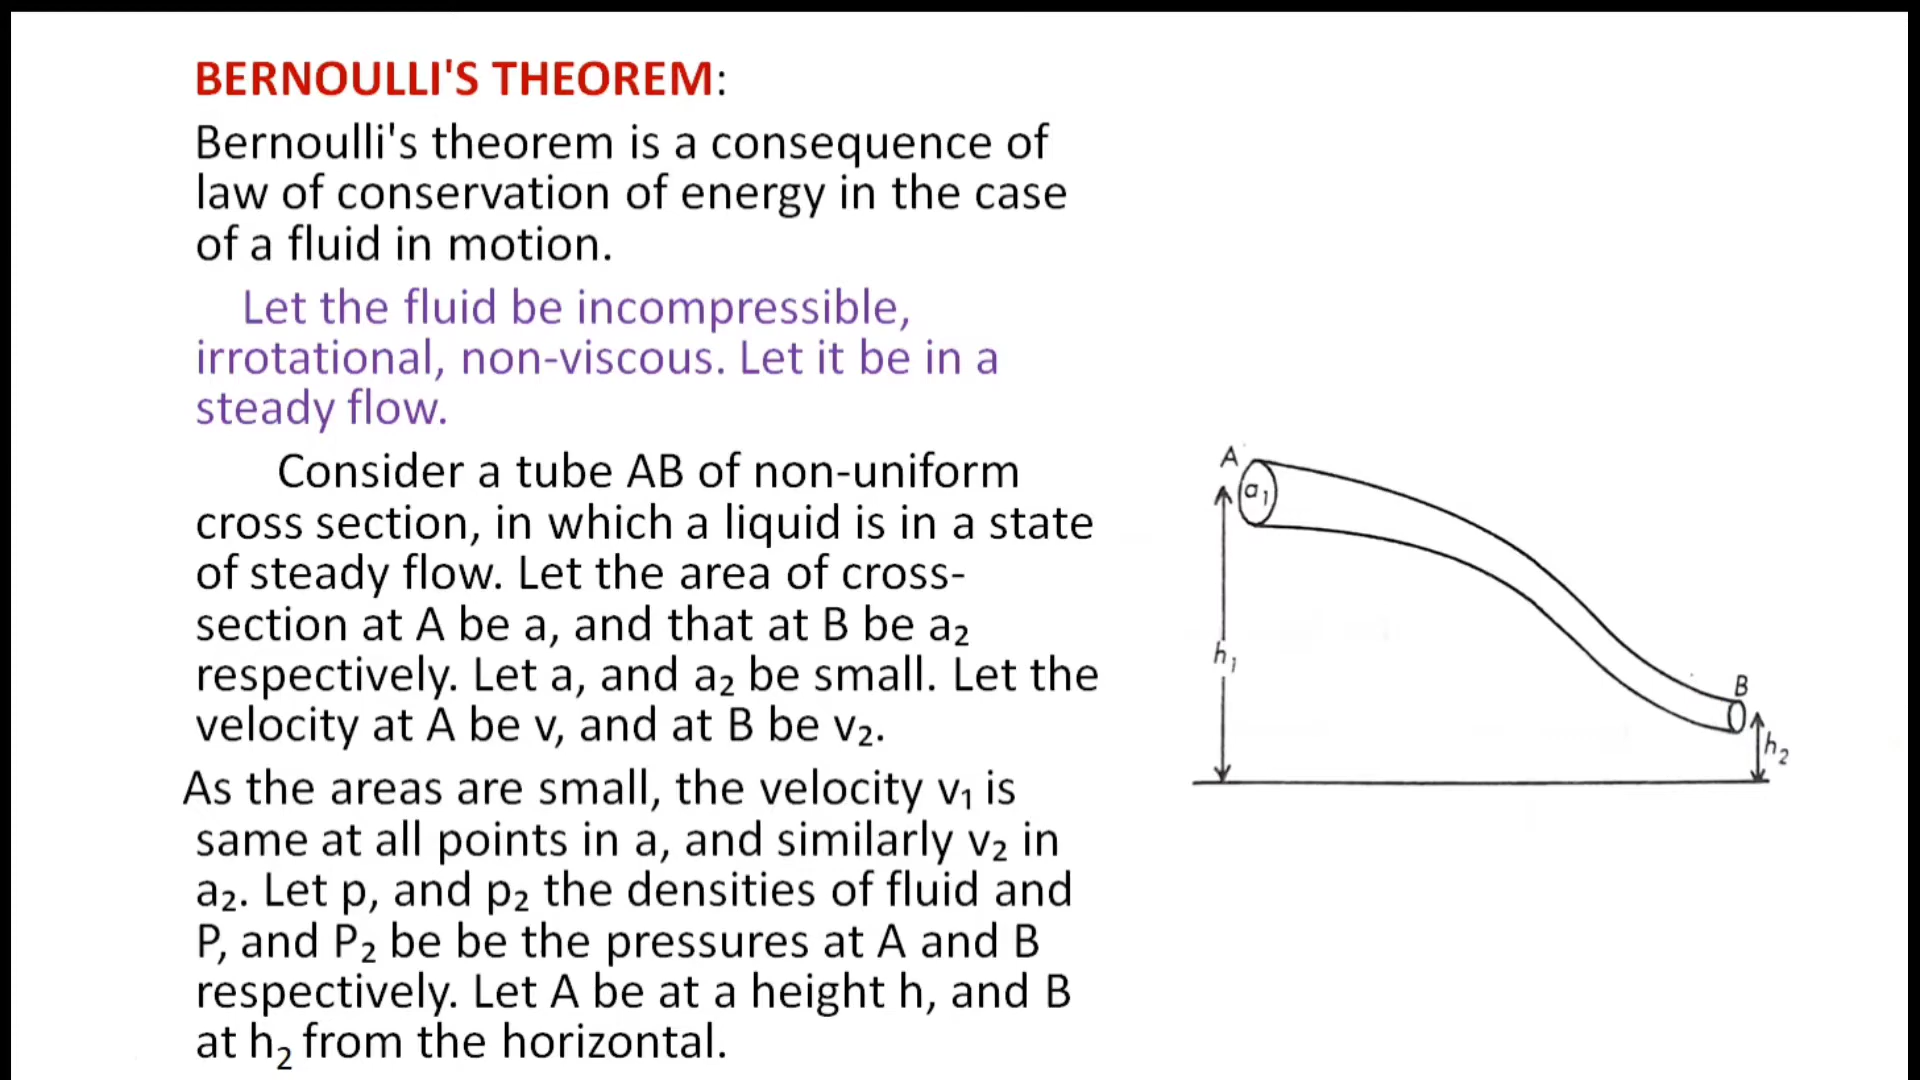 BERNOULLI'S THEOREM:
Bernoulli's theorem is a consequence of
law of conservation of energy in the case
of a fluid in motion.
Let the fluid be incompressible,
irrotational, non-viscous. Let it be in a
steady flow.
Consider a tube AB of non-uniform
cross section, in which a liquid is in a state
of steady flow. Let the area of cross-
section at A be a, and that at B be a₂
respectively. Let a, and a₂ be small. Let the
velocity at A be v, and at B be v₂.
As the areas are small, the velocity v₁ is
same at all points in a, and similarly v₂ in
a₂. Let p, and p₂ the densities of fluid and
P, and P₂ be be the pressures at A and B
respectively. Let A be at a height h, and B
at h₂ from the horizontal.
A
a₁
h₁
B
h₂